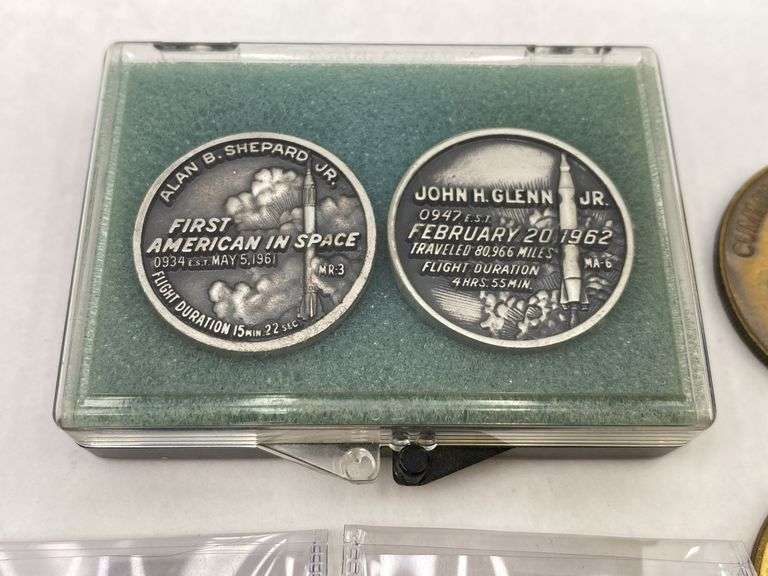 ALAN B. SHEPARD JR.
FIRST
AMERICAN IN SPACE
0934 E.S.T. MAY 5, 1961
MR-3
FLIGHT DURATION 15 MIN. 22 SEC
JOHN H. GLENN JR.
0947 E.S.T.
FEBRUARY 20 1962
TRAVELED 80,966 MILES
MA-6
FLIGHT DURATION
4 HRS. 55 MIN.